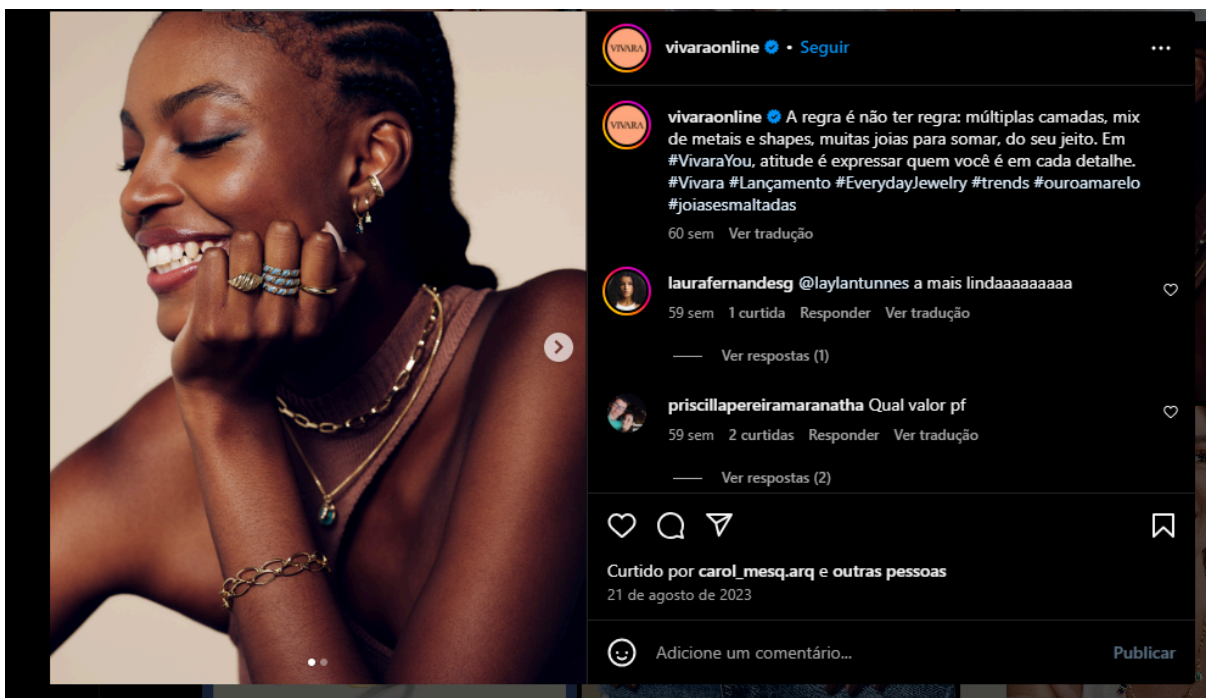 VIVARA
vivaraonline • Seguir
VIVARA
vivaraonline A regra é não ter regra: múltiplas camadas, mix
de metais e shapes, muitas joias para somar, do seu jeito. Em
#VivaraYou, atitude é expressar quem você é em cada detalhe.
#Vivara #Lançamento #EverydayJewelry #trends #ouroamarelo
#joiasesmaltadas
60 sem Ver tradução
laurafernandesg @laylantunnes a mais lindaaaaaaaaa
59 sem 1 curtida Responder Ver tradução
Ver respostas (1)
priscillapereiramaranatha Qual valor pf
59 sem 2 curtidas Responder Ver tradução
Ver respostas (2)
Curtido por carol_mesq.arq e outras pessoas
21 de agosto de 2023
Adicione um comentário... Publicar